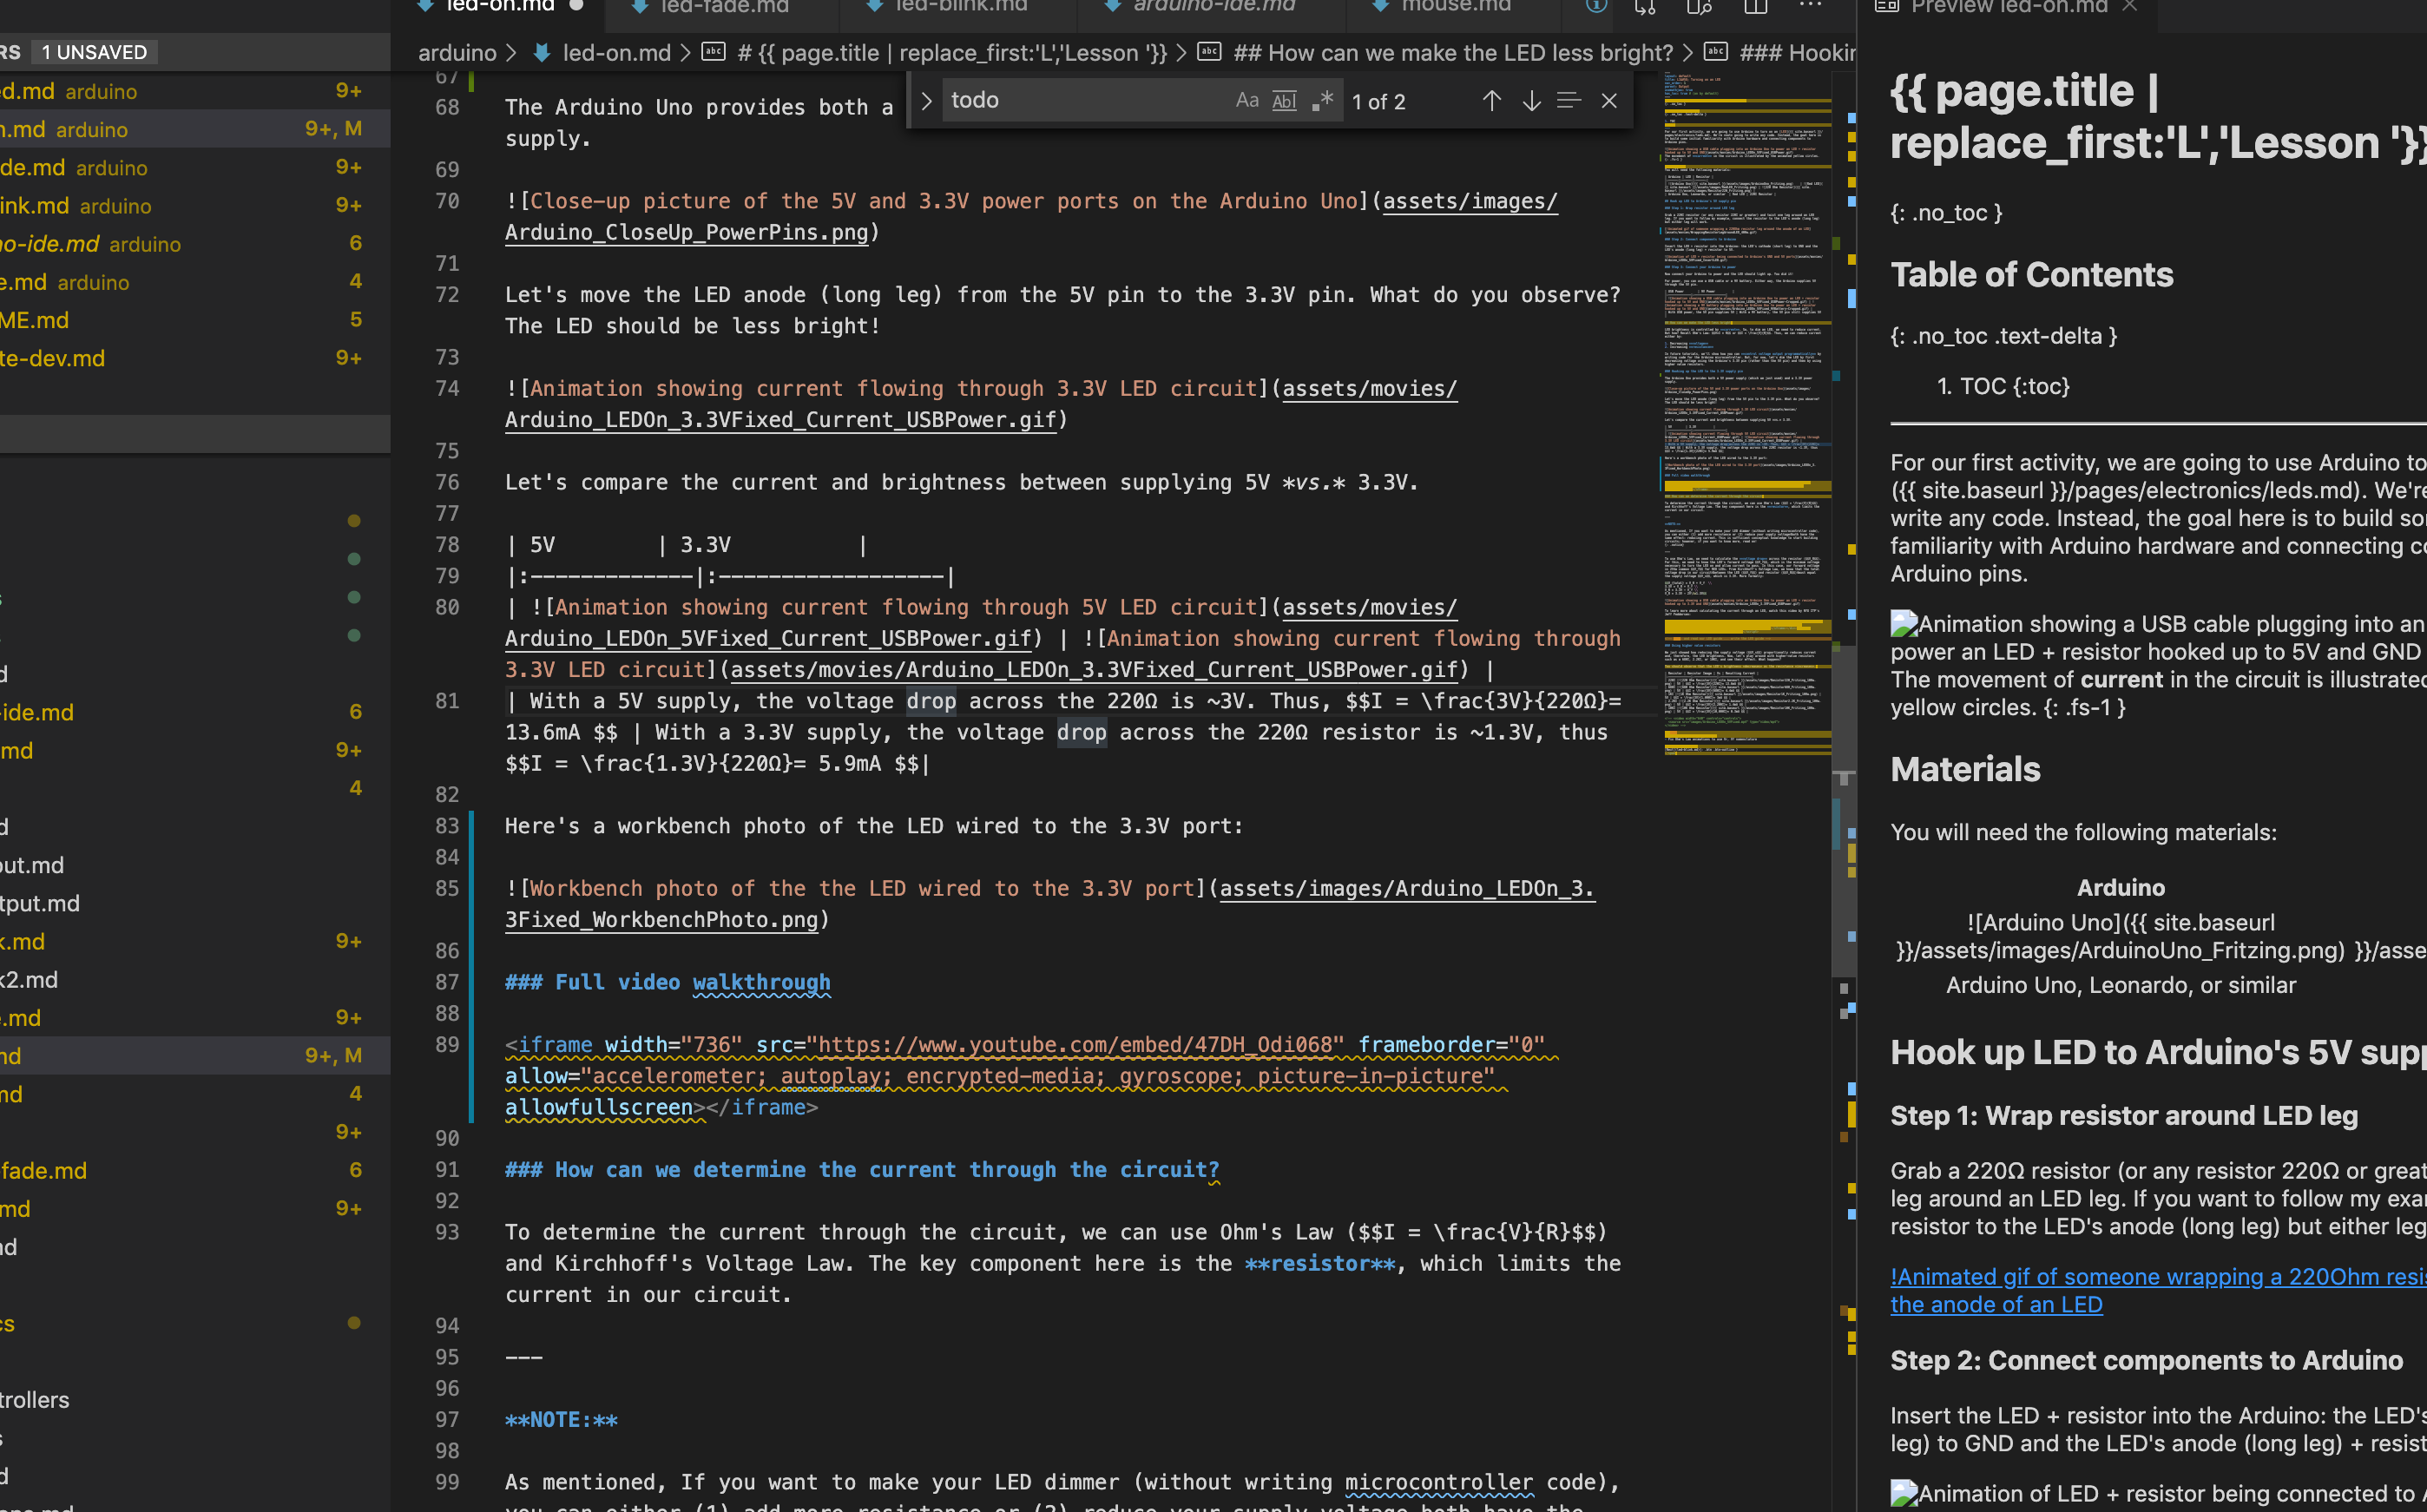 led-on.md
led-fade.md
led-blink.md
arduino-ide.md
mouse.md
Preview led-on.md
RS 1 UNSAVED
arduino > led-on.md > # {{ page.title | replace_first:'L','Lesson '}} > ## How can we make the LED less bright? > ### Hookin
d.md arduino 9+
n.md arduino 9+, M
de.md arduino 9+
ink.md arduino 9+
no-ide.md arduino 6
e.md arduino 4
ME.md 5
te-dev.md 9+
d
-ide.md 6
md 9+
4
d
out.md
tput.md
k.md 9+
k2.md
e.md 9+
nd 9+, M
nd 4
9+
fade.md 6
md 9+
nd
cs
trollers
s
d
todo
Aa Abl .* 1 of 2
67
68 The Arduino Uno provides both a
supply.
69
70 ![Close-up picture of the 5V and 3.3V power ports on the Arduino Uno](assets/images/
Arduino_CloseUp_PowerPins.png)
71
72 Let's move the LED anode (long leg) from the 5V pin to the 3.3V pin. What do you observe?
The LED should be less bright!
73
74 ![Animation showing current flowing through 3.3V LED circuit](assets/movies/
Arduino_LEDOn_3.3VFixed_Current_USBPower.gif)
75
76 Let's compare the current and brightness between supplying 5V *vs.* 3.3V.
77
78 | 5V | 3.3V |
79 |:-------------|:------------------|
80 | ![Animation showing current flowing through 5V LED circuit](assets/movies/
Arduino_LEDOn_5VFixed_Current_USBPower.gif) | ![Animation showing current flowing through
3.3V LED circuit](assets/movies/Arduino_LEDOn_3.3VFixed_Current_USBPower.gif) |
81 | With a 5V supply, the voltage drop across the 220Ω is ~3V. Thus, $$I = \frac{3V}{220Ω}=
13.6mA $$ | With a 3.3V supply, the voltage drop across the 220Ω resistor is ~1.3V, thus
$$I = \frac{1.3V}{220Ω}= 5.9mA $$|
82
83 Here's a workbench photo of the LED wired to the 3.3V port:
84
85 ![Workbench photo of the the LED wired to the 3.3V port](assets/images/Arduino_LEDOn_3.
3Fixed_WorkbenchPhoto.png)
86
87 ### Full video walkthrough
88
89 <iframe width="736" src="https://www.youtube.com/embed/47DH_Odi068" frameborder="0"
allow="accelerometer; autoplay; encrypted-media; gyroscope; picture-in-picture"
allowfullscreen></iframe>
90
91 ### How can we determine the current through the circuit?
92
93 To determine the current through the circuit, we can use Ohm's Law ($$I = \frac{V}{R}$$)
and Kirchhoff's Voltage Law. The key component here is the **resistor**, which limits the
current in our circuit.
94
95 ---
96
97 **NOTE:**
98
99 As mentioned, If you want to make your LED dimmer (without writing microcontroller code),
you can either (1) add more resistance or (2) reduce your supply voltage both have the
{{ page.title |
replace_first:'L','Lesson '}}
{: .no_toc }
Table of Contents
{: .no_toc .text-delta }
1. TOC {:toc}
For our first activity, we are going to use Arduino to
({{ site.baseurl }}/pages/electronics/leds.md). We're
write any code. Instead, the goal here is to build so
familiarity with Arduino hardware and connecting co
Arduino pins.
Animation showing a USB cable plugging into an
power an LED + resistor hooked up to 5V and GND
The movement of current in the circuit is illustrated
yellow circles. {: .fs-1 }
Materials
You will need the following materials:
Arduino
![Arduino Uno]({{ site.baseurl
}}/assets/images/ArduinoUno_Fritzing.png) }}/asse
Arduino Uno, Leonardo, or similar
Hook up LED to Arduino's 5V supp
Step 1: Wrap resistor around LED leg
Grab a 220Ω resistor (or any resistor 220Ω or great
leg around an LED leg. If you want to follow my exa
resistor to the LED's anode (long leg) but either leg
!Animated gif of someone wrapping a 220Ohm resis
the anode of an LED
Step 2: Connect components to Arduino
Insert the LED + resistor into the Arduino: the LED's
leg) to GND and the LED's anode (long leg) + resist
Animation of LED + resistor being connected to A